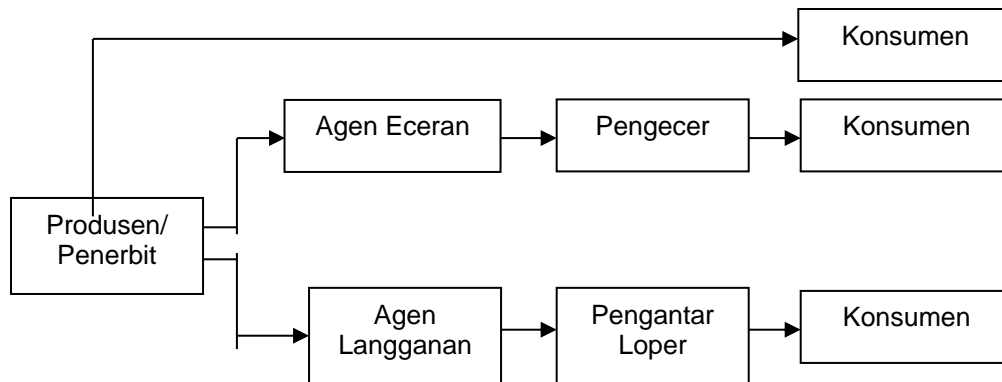 Konsumen
Agen Eceran
Pengecer
Konsumen
Produsen/
Penerbit
Agen
Langganan
Pengantar
Loper
Konsumen